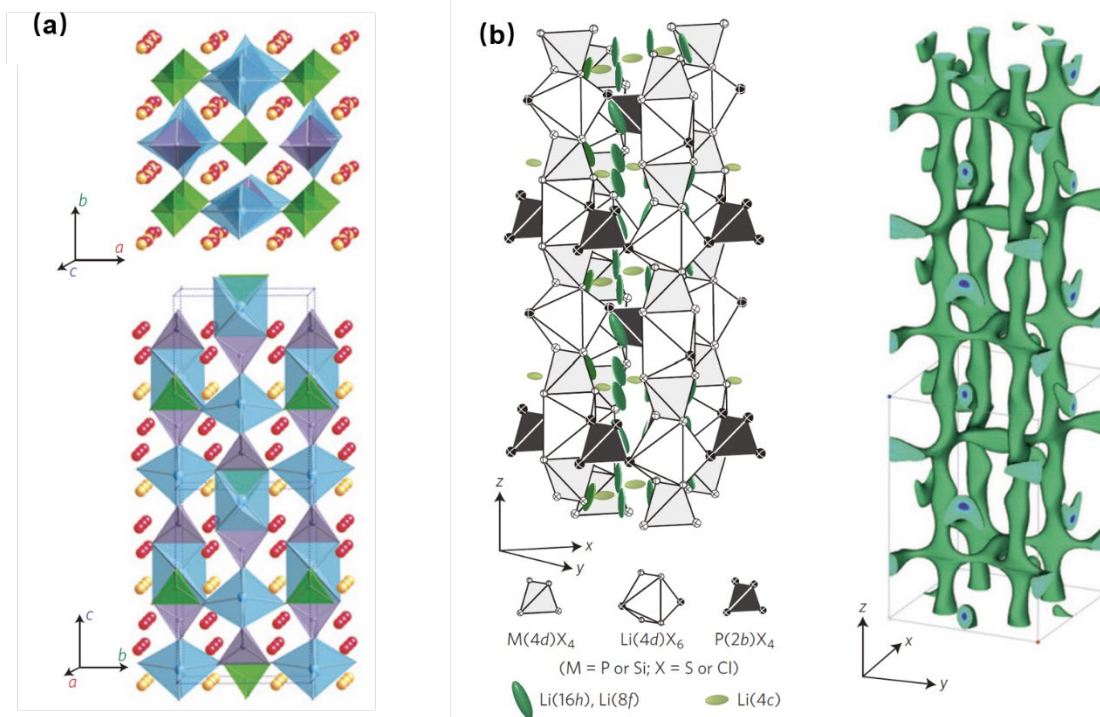 (a)
b
a
c
c
b
a
(b)
z
x
y
M(4d)X₄ Li(4d)X₆ P(2b)X₄
(M = P or Si; X = S or Cl)
Li(16h), Li(8f) Li(4c)
z
x
y